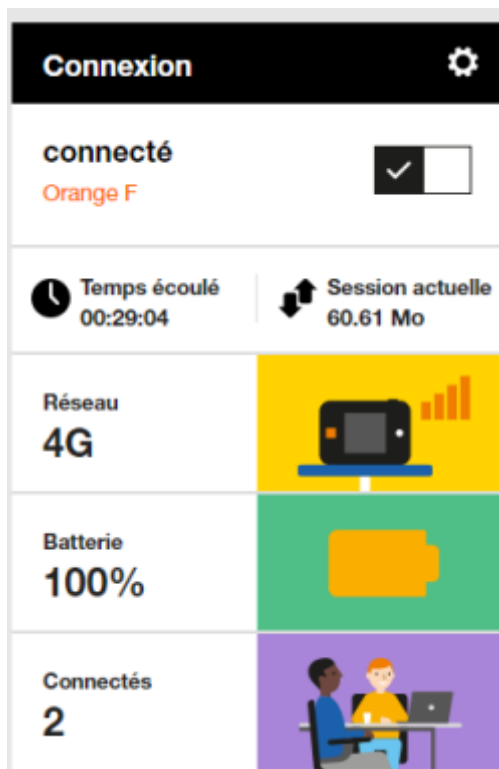 Connexion
connecté
Orange F
Temps écoulé
00:29:04
Session actuelle
60.61 Mo
Réseau
4G
Batterie
100%
Connectés
2